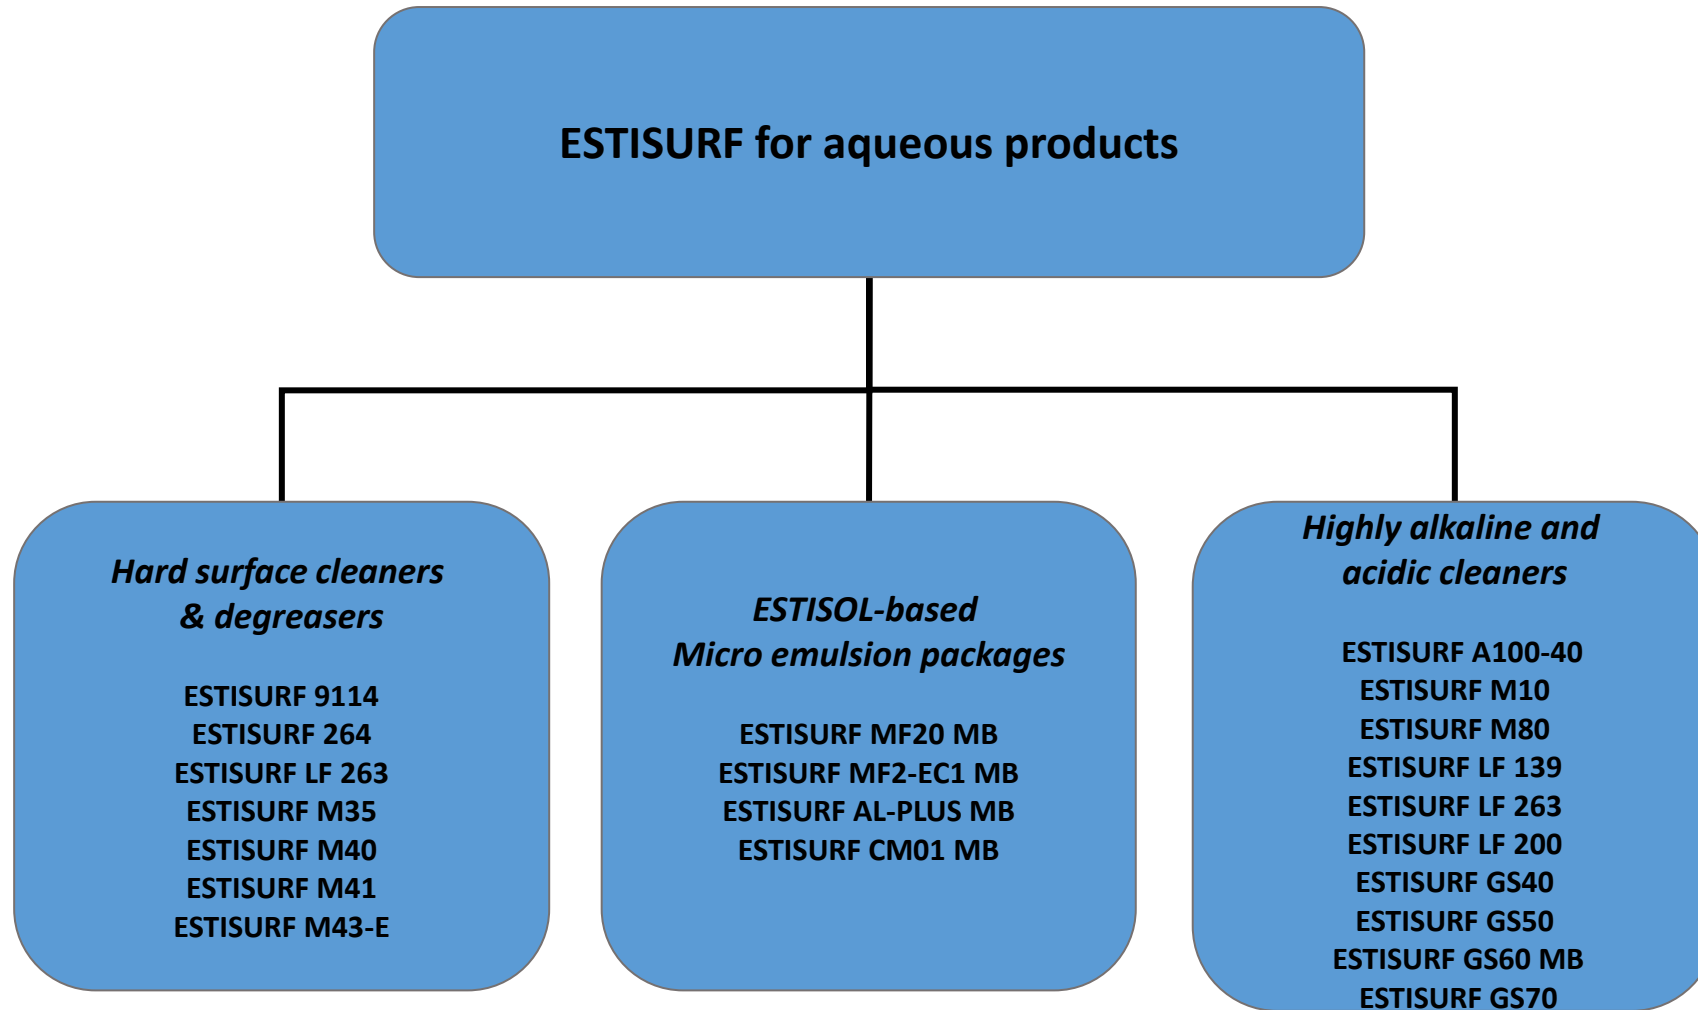 ESTISURF for aqueous products
Hard surface cleaners
& degreasers
ESTISURF 9114
ESTISURF 264
ESTISURF LF 263
ESTISURF M35
ESTISURF M40
ESTISURF M41
ESTISURF M43-E
ESTISOL-based
Micro emulsion packages
ESTISURF MF20 MB
ESTISURF MF2-EC1 MB
ESTISURF AL-PLUS MB
ESTISURF CM01 MB
Highly alkaline and
acidic cleaners
ESTISURF A100-40
ESTISURF M10
ESTISURF M80
ESTISURF LF 139
ESTISURF LF 263
ESTISURF LF 200
ESTISURF GS40
ESTISURF GS50
ESTISURF GS60 MB
ESTISURF GS70